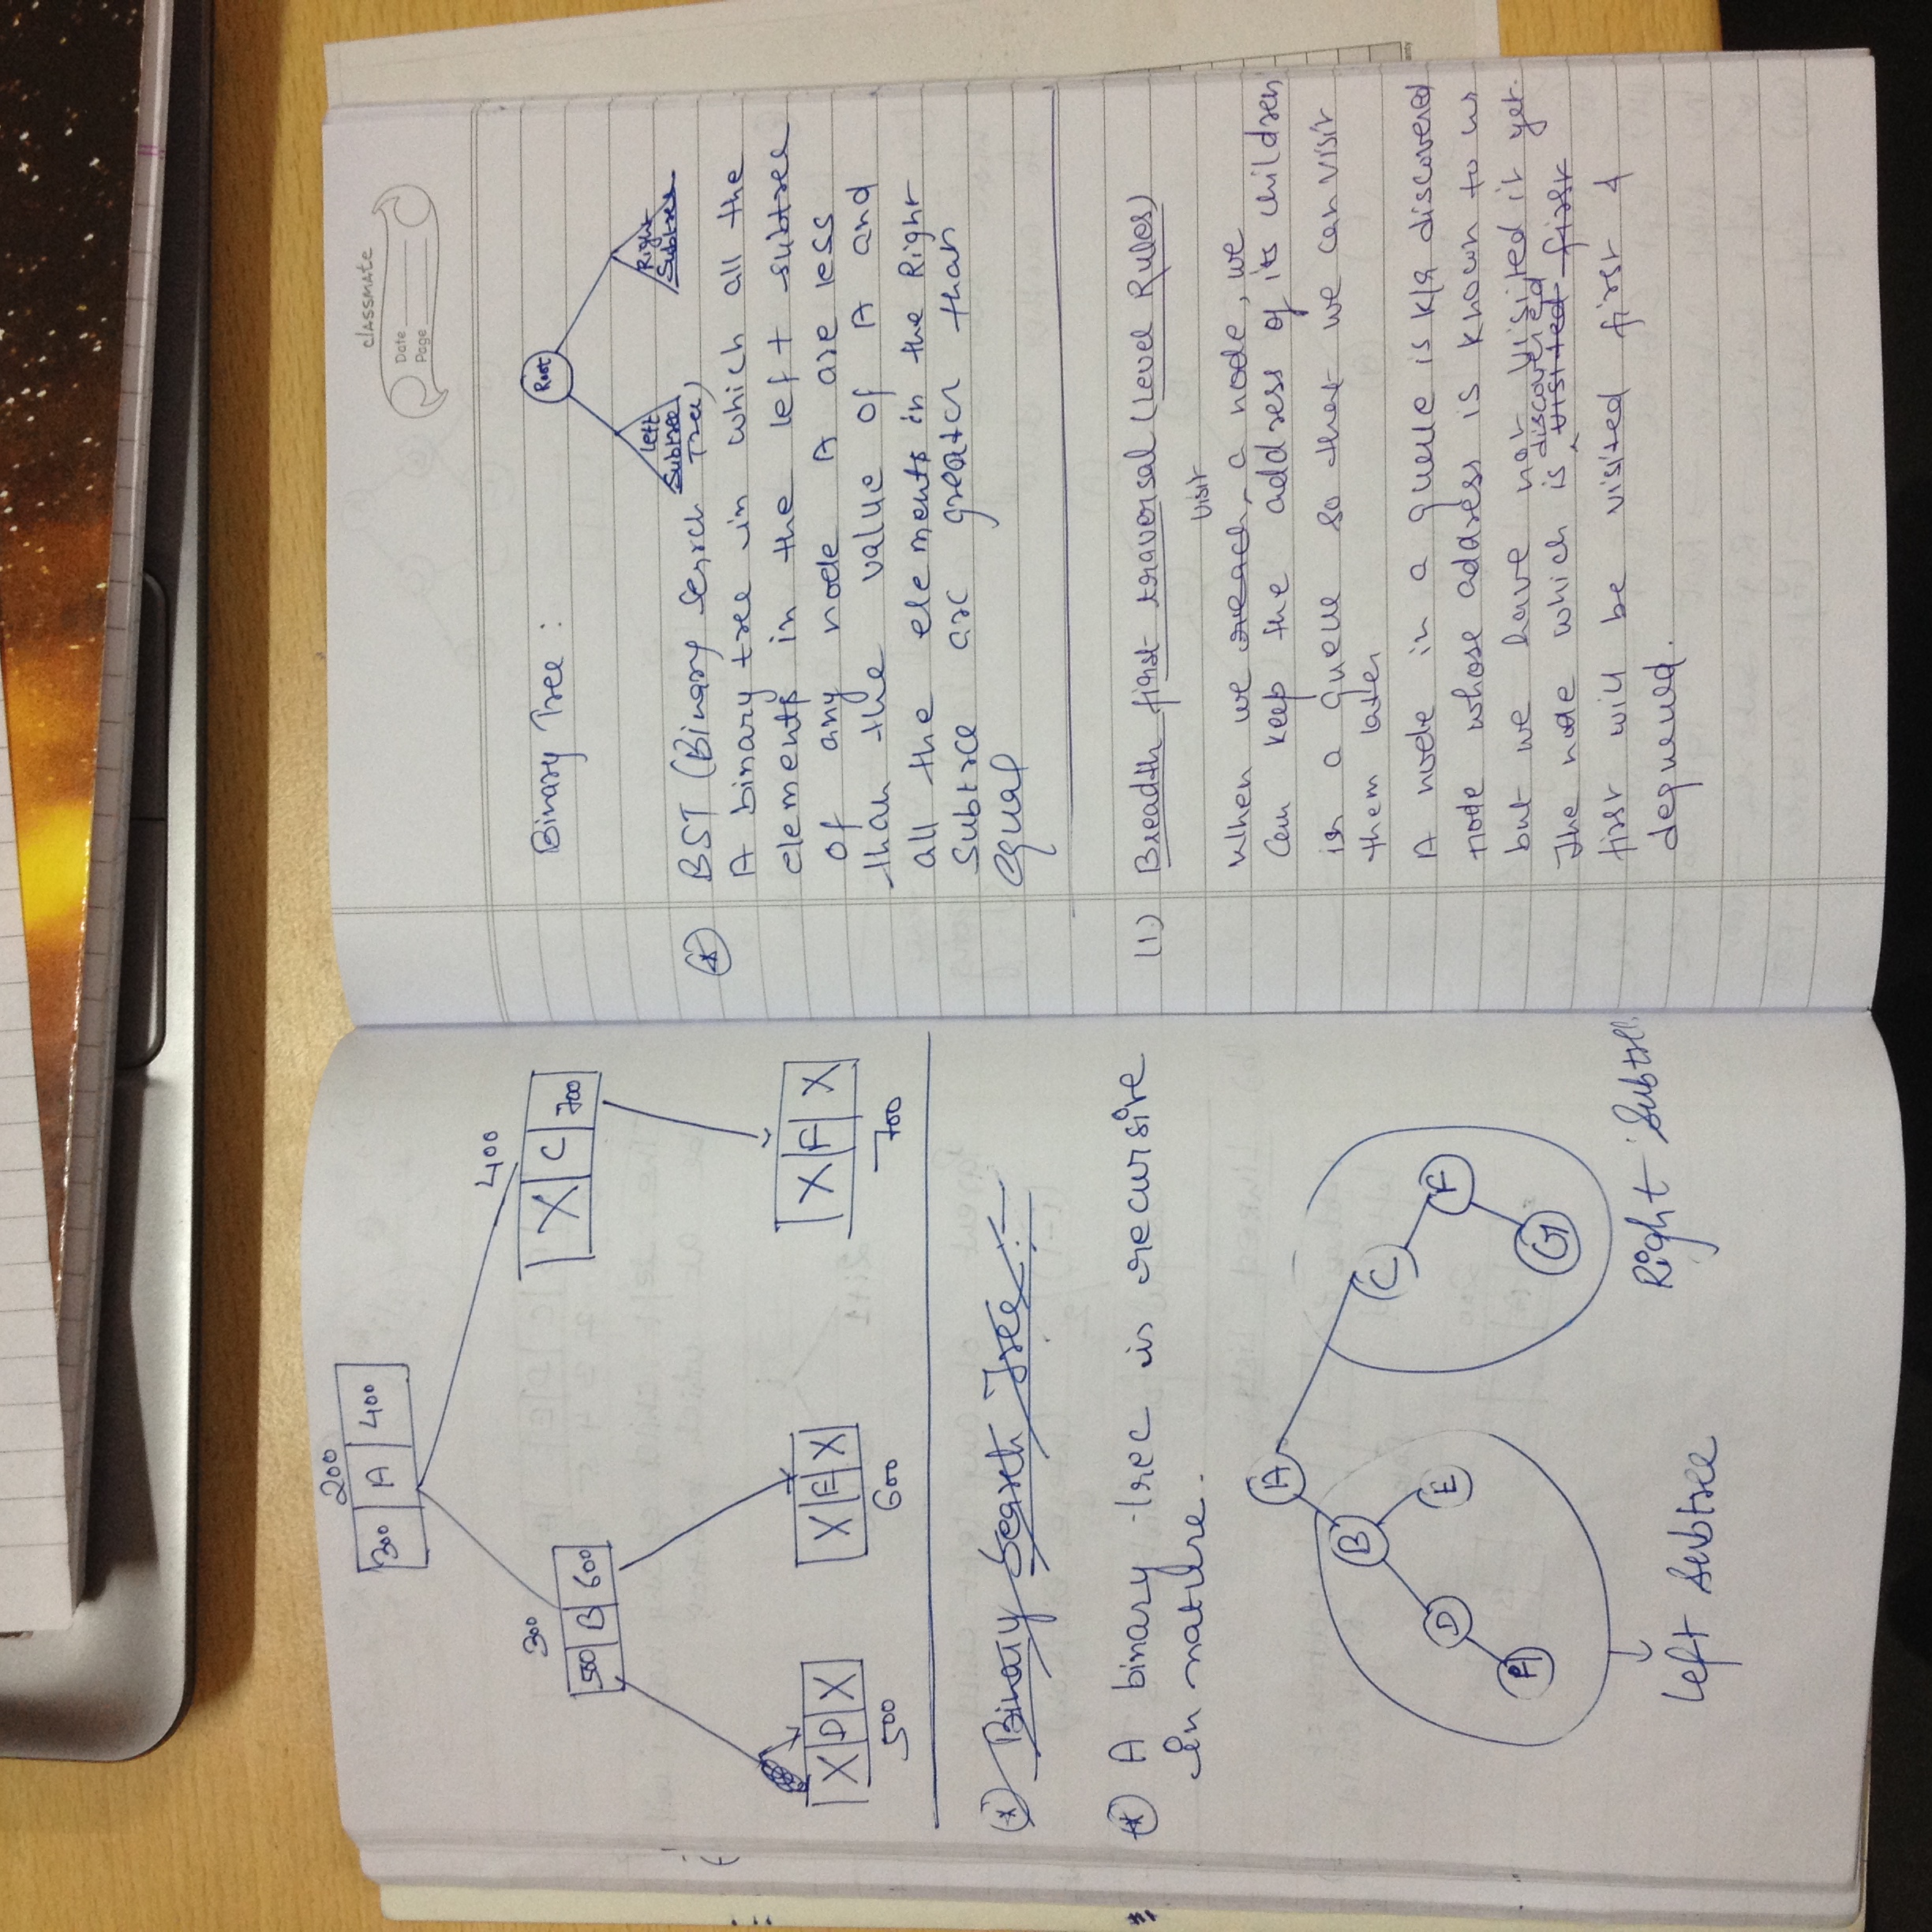 200
300 A 400
300
500 B 600
400
X C 700
X D X
500
X E X
600
X F X
700
Binary Search Tree :-
A binary tree is recursive
In nature.
A
B
C
D
E
F
G
left subtree
Right Subtree
classmate
Date
Page
Binary Tree :
Root
left
Subtree
Right
Subtree
BST (Binary Serch Tree)
A binary tree in which all the
elements in the left subtree
of any node A are less
than the value of A and
all the elements in the Right
subtree are greater than
equal
(1.) Breadth first traversal (Level Rules)
visit
When we reach, a node, we
can keep the address of its children
in a queue so that we can visit
them later
A node in a queue is k/a discovered
node whose address is known to us
but we have not visited it yet.
discovered
The node which is visited first
first will be visited first &
dequeued.